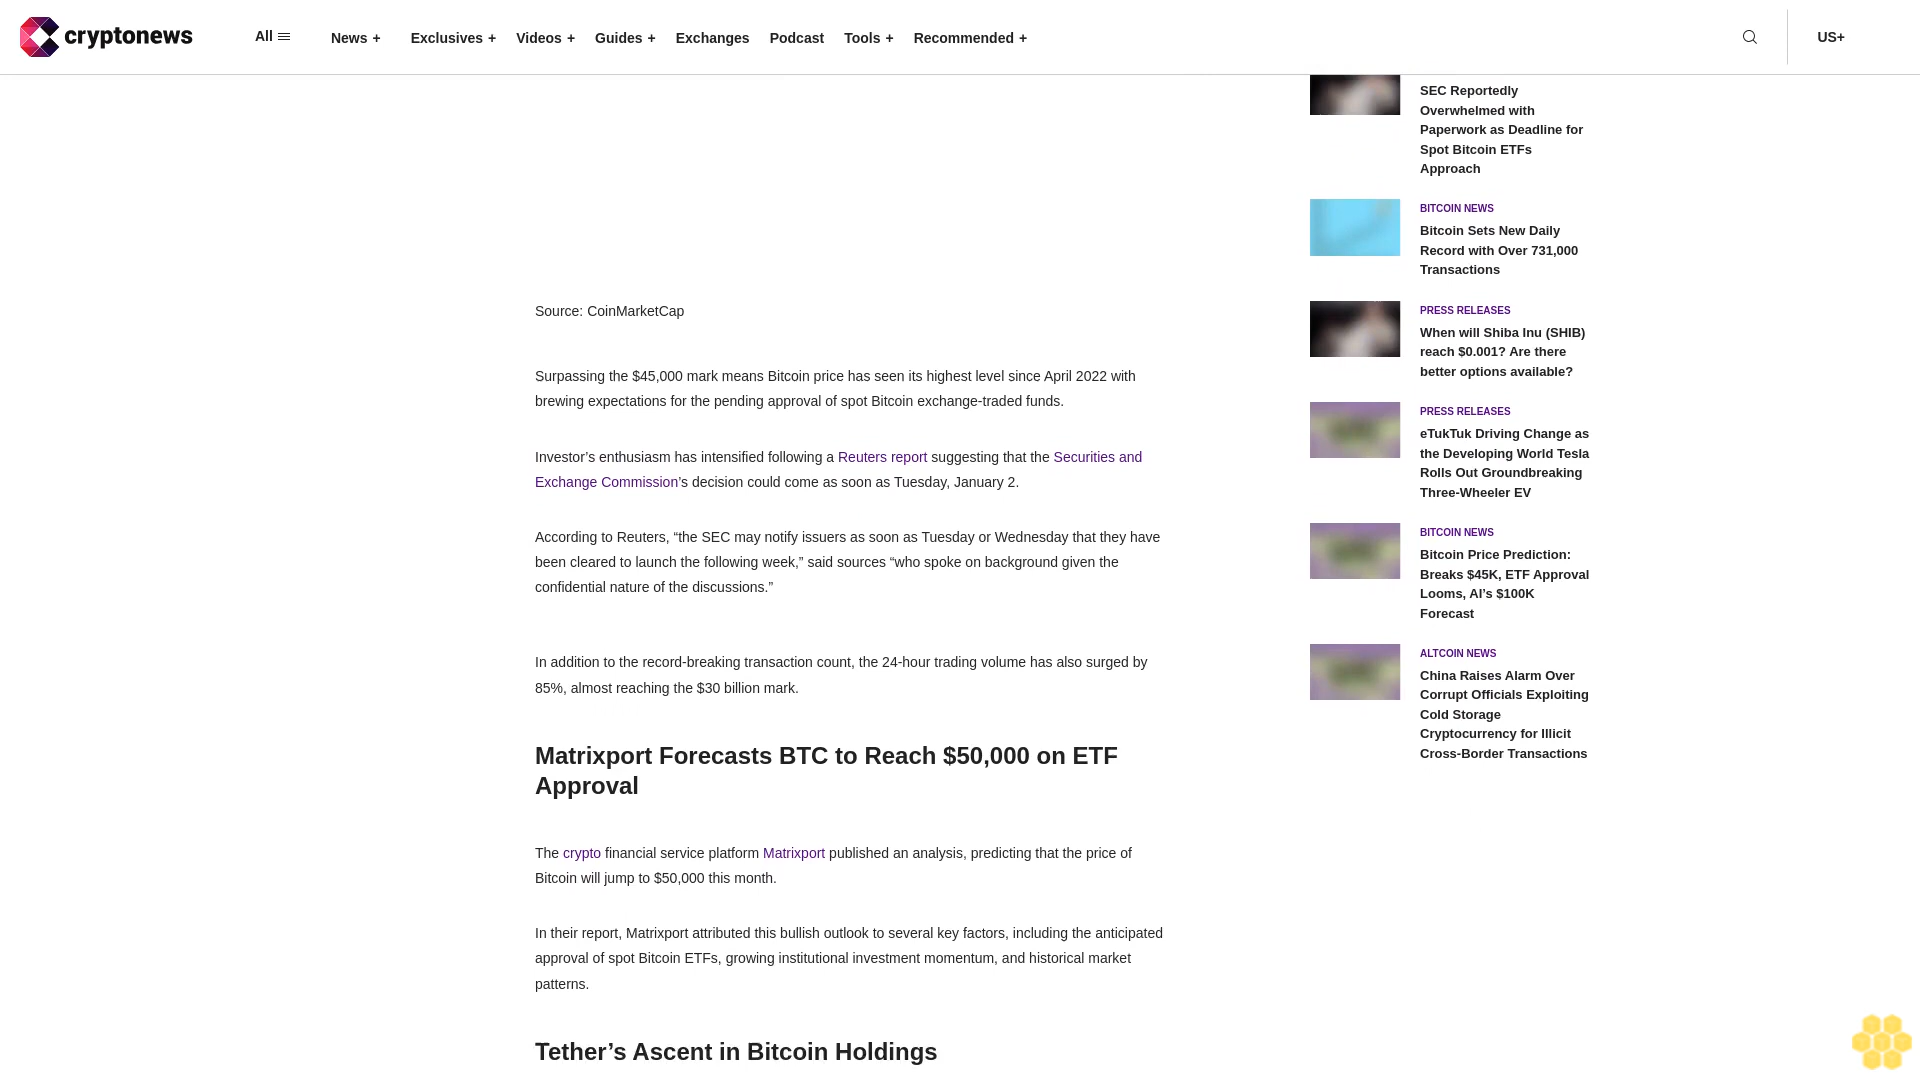 cryptonews
All
News +
Exclusives +
Videos +
Guides +
Exchanges
Podcast
Tools +
Recommended +
US+
Source: CoinMarketCap
Surpassing the $45,000 mark means Bitcoin price has seen its highest level since April 2022 with
brewing expectations for the pending approval of spot Bitcoin exchange-traded funds.
Investor’s enthusiasm has intensified following a Reuters report suggesting that the Securities and
Exchange Commission’s decision could come as soon as Tuesday, January 2.
According to Reuters, “the SEC may notify issuers as soon as Tuesday or Wednesday that they have
been cleared to launch the following week,” said sources “who spoke on background given the
confidential nature of the discussions.”
In addition to the record-breaking transaction count, the 24-hour trading volume has also surged by
85%, almost reaching the $30 billion mark.
Matrixport Forecasts BTC to Reach $50,000 on ETF
Approval
The crypto financial service platform Matrixport published an analysis, predicting that the price of
Bitcoin will jump to $50,000 this month.
In their report, Matrixport attributed this bullish outlook to several key factors, including the anticipated
approval of spot Bitcoin ETFs, growing institutional investment momentum, and historical market
patterns.
Tether’s Ascent in Bitcoin Holdings
SEC Reportedly
Overwhelmed with
Paperwork as Deadline for
Spot Bitcoin ETFs
Approach
BITCOIN NEWS
Bitcoin Sets New Daily
Record with Over 731,000
Transactions
PRESS RELEASES
When will Shiba Inu (SHIB)
reach $0.001? Are there
better options available?
PRESS RELEASES
eTukTuk Driving Change as
the Developing World Tesla
Rolls Out Groundbreaking
Three-Wheeler EV
BITCOIN NEWS
Bitcoin Price Prediction:
Breaks $45K, ETF Approval
Looms, AI’s $100K
Forecast
ALTCOIN NEWS
China Raises Alarm Over
Corrupt Officials Exploiting
Cold Storage
Cryptocurrency for Illicit
Cross-Border Transactions